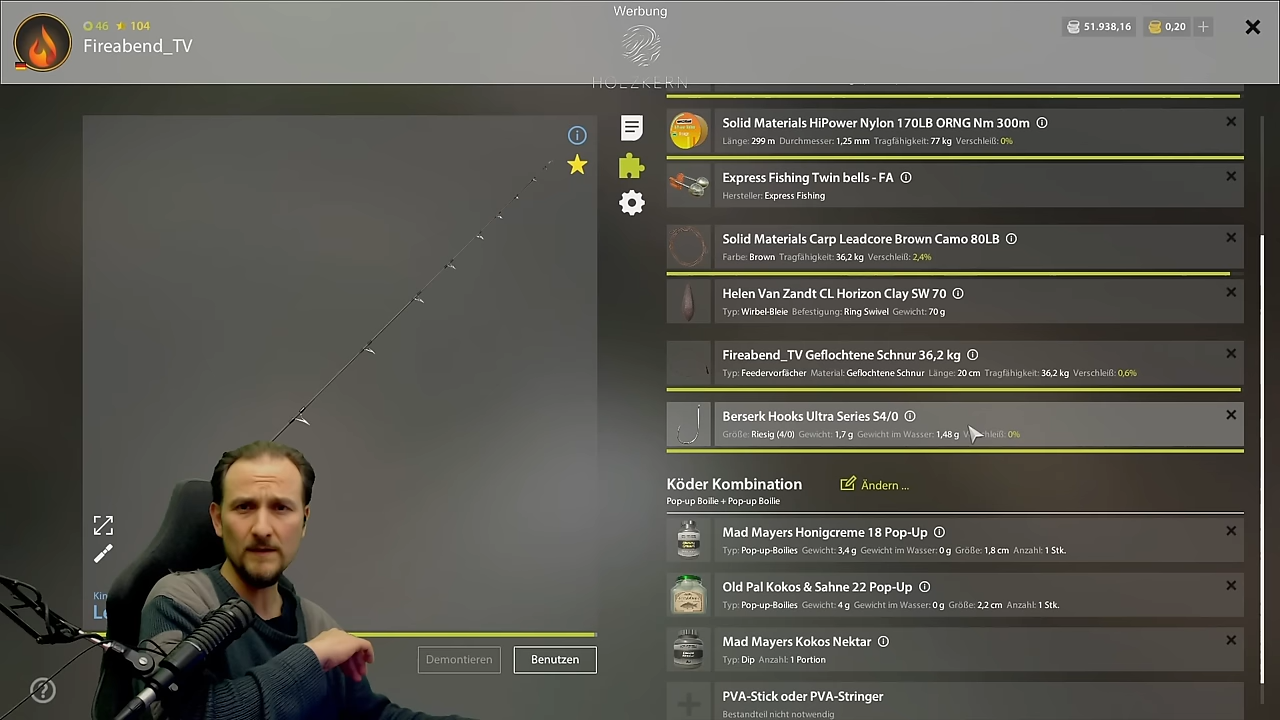 Werbung
HOLZKERN
46 104
Fireabend_TV
51.938,16
0,20
Solid Materials HiPower Nylon 170LB ORNG Nm 300m
Länge: 299 m Durchmesser: 1,25 mm Tragfähigkeit: 77 kg Verschleiß: 0%
Express Fishing Twin bells - FA
Hersteller: Express Fishing
Solid Materials Carp Leadcore Brown Camo 80LB
Farbe: Brown Tragfähigkeit: 36,2 kg Verschleiß: 2,4%
Helen Van Zandt CL Horizon Clay SW 70
Typ: Wirbel-Bleie Befestigung: Ring Swivel Gewicht: 70 g
Fireabend_TV Geflochtene Schnur 36,2 kg
Typ: Feedervorfächer Material: Geflochtene Schnur Länge: 20 cm Tragfähigkeit: 36,2 kg Verschleiß: 0,6%
Berserk Hooks Ultra Series S4/0
Größe: Riesig (4/0) Gewicht: 1,7 g Gewicht im Wasser: 1,48 g Verschleiß: 0%
Köder Kombination
Ändern ...
Pop-up Boilie + Pop-up Boilie
Mad Mayers Honigcreme 18 Pop-Up
Typ: Pop-up-Boilies Gewicht: 3,4 g Gewicht im Wasser: 0 g Größe: 1,8 cm Anzahl: 1 Stk.
Old Pal Kokos & Sahne 22 Pop-Up
Typ: Pop-up-Boilies Gewicht: 4 g Gewicht im Wasser: 0 g Größe: 2,2 cm Anzahl: 1 Stk.
Mad Mayers Kokos Nektar
Typ: Dip Anzahl: 1 Portion
PVA-Stick oder PVA-Stringer
Bestandteil nicht notwendig
Demontieren
Benutzen